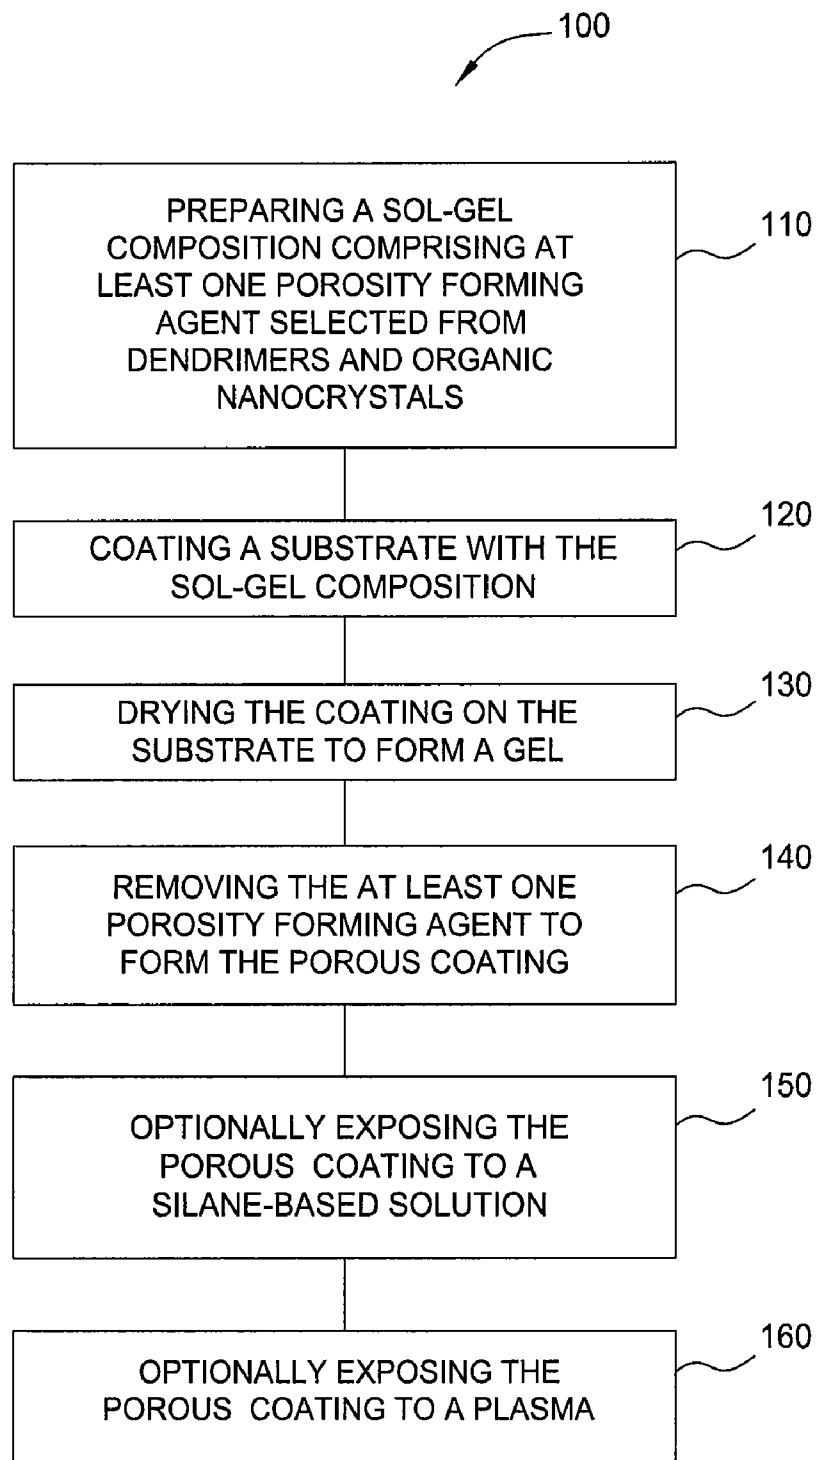 100
PREPARING A SOL-GEL
COMPOSITION COMPRISING AT
LEAST ONE POROSITY FORMING
AGENT SELECTED FROM
DENDRIMERS AND ORGANIC
NANOCRYSTALS
110
COATING A SUBSTRATE WITH THE
SOL-GEL COMPOSITION
120
DRYING THE COATING ON THE
SUBSTRATE TO FORM A GEL
130
REMOVING THE AT LEAST ONE
POROSITY FORMING AGENT TO
FORM THE POROUS COATING
140
OPTIONALLY EXPOSING THE
POROUS COATING TO A
SILANE-BASED SOLUTION
150
OPTIONALLY EXPOSING THE
POROUS COATING TO A PLASMA
160